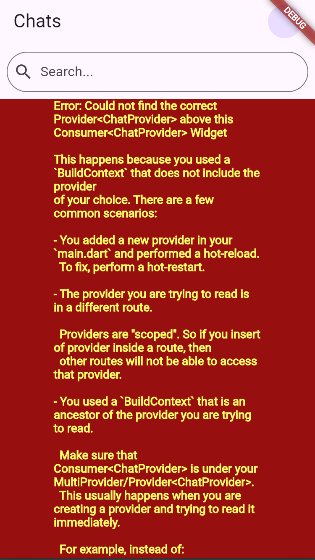 Chats
DEBUG
Search...
Error: Could not find the correct
Provider<ChatProvider> above this
Consumer<ChatProvider> Widget
This happens because you used a
`BuildContext` that does not include the
provider
of your choice. There are a few
common scenarios:
- You added a new provider in your
`main.dart` and performed a hot-reload.
To fix, perform a hot-restart.
- The provider you are trying to read is
in a different route.
Providers are "scoped". So if you insert
of provider inside a route, then
other routes will not be able to access
that provider.
- You used a `BuildContext` that is an
ancestor of the provider you are trying
to read.
Make sure that
Consumer<ChatProvider> is under your
MultiProvider/Provider<ChatProvider>.
This usually happens when you are
creating a provider and trying to read it
immediately.
For example, instead of: